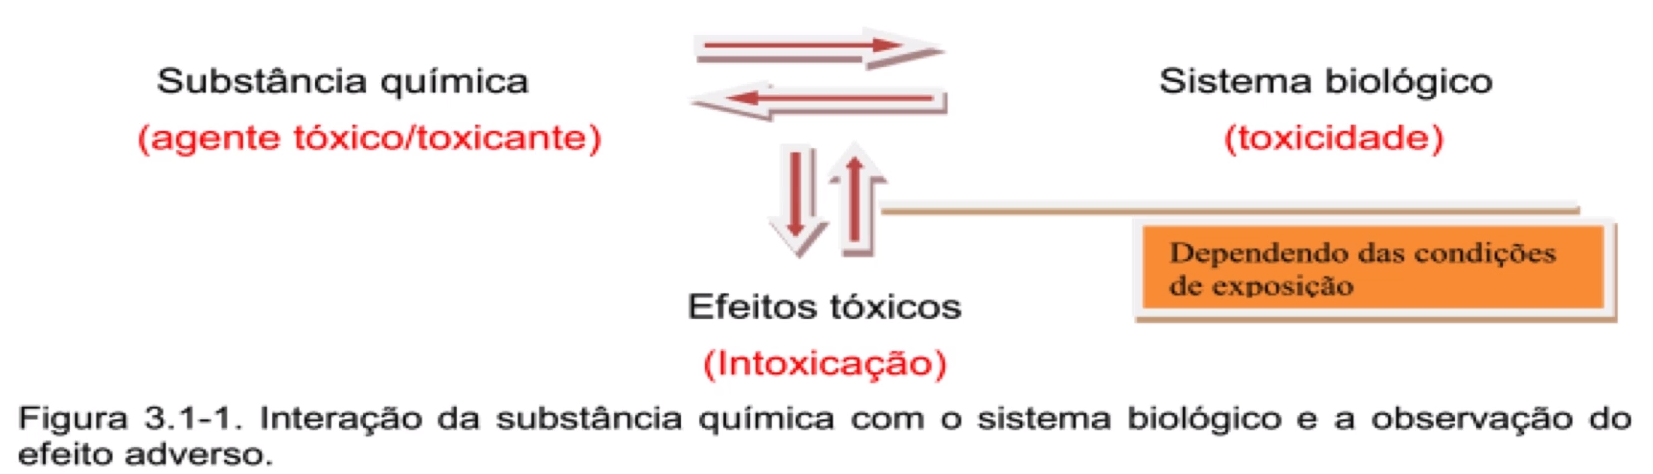 Substância química
(agente tóxico/toxicante)
Sistema biológico
(toxicidade)
Dependendo das condições
de exposição
Efeitos tóxicos
(Intoxicação)
Figura 3.1-1. Interação da substância química com o sistema biológico e a observação do
efeito adverso.